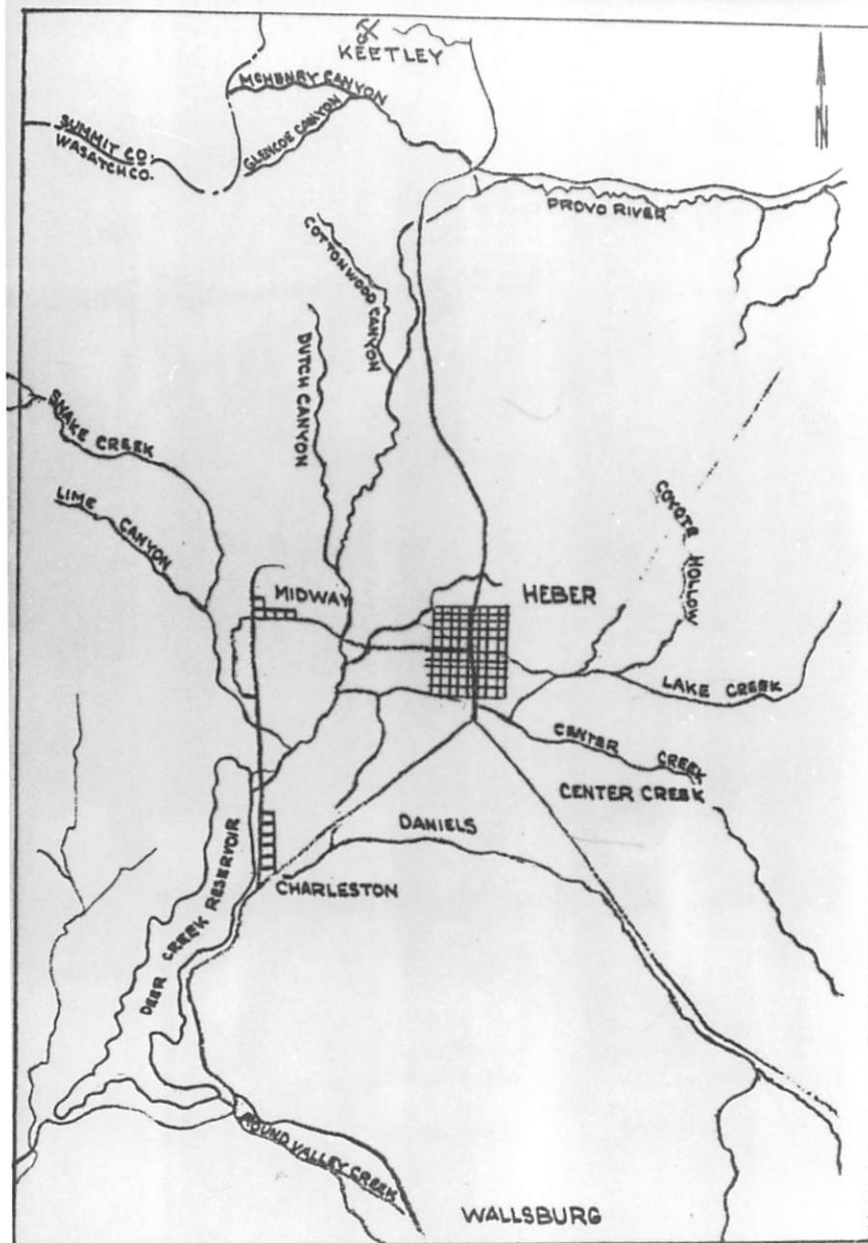 KEETLEY
McHENRY CANYON
N
SUMMIT CO.
WASATCH CO.
GLENCOE CANYON
PROVO RIVER
COTTONWOOD CANYON
DUTCH CANYON
SNAKE CREEK
LIME CANYON
COYOTE HOLLOW
MIDWAY
HEBER
LAKE CREEK
CENTER CREEK
CENTER CREEK
DANIELS
CHARLESTON
DEER CREEK RESERVOIR
ROUND VALLEY CREEK
WALLSBURG